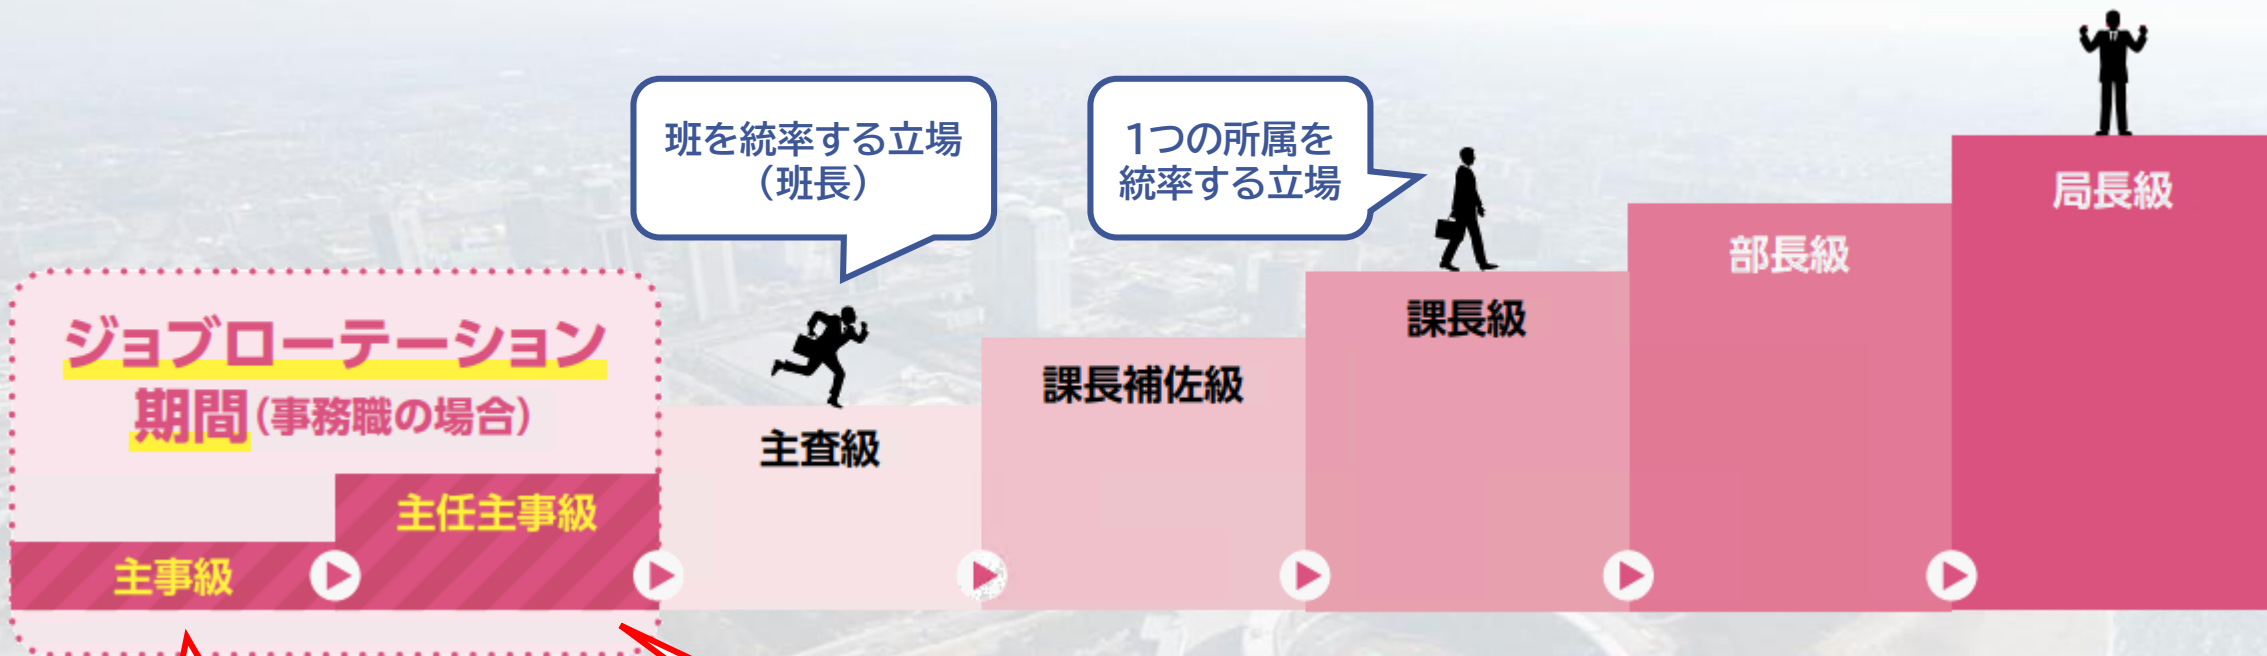 班を統率する立場
（班長）
1つの所属を
統率する立場
局長級
部長級
課長級
課長補佐級
主査級
ジョブローテーション
期間（事務職の場合）
主任主事級
主事級